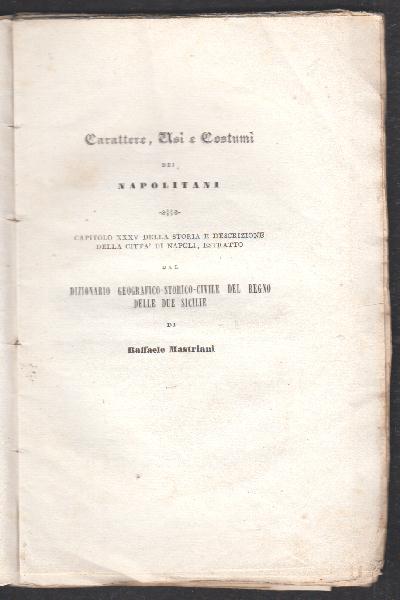 Carattere, Usi e Costumi
DEI
NAPOLITANI
CAPITOLO XXXV DELLA STORIA E DESCRIZIONE
DELLA CITTA' DI NAPOLI, ESTRATTO
DAL
DIZIONARIO GEOGRAFICO-STORICO-CIVILE DEL REGNO
DELLE DUE SICILIE
DI
Raffaele Mastriani